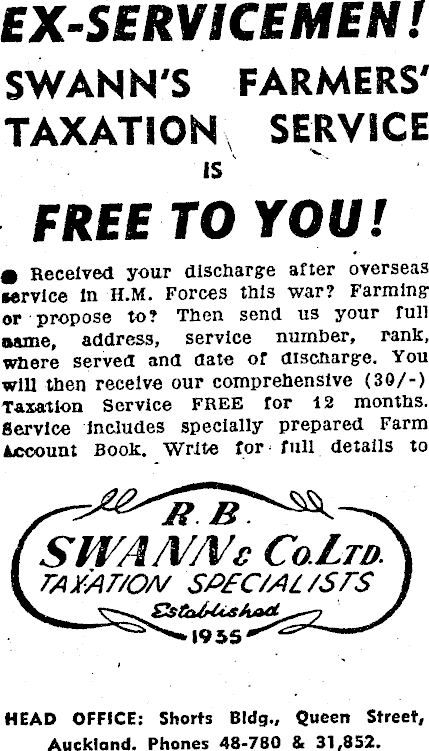 EX-SERVICEMEN!
SWANN'S FARMERS'
TAXATION SERVICE
IS
FREE TO YOU!
● Received your discharge after overseas
service in H.M. Forces this war? Farming
or propose to? Then send us your full
name, address, service number, rank,
where served and date of discharge. You
will then receive our comprehensive (30/-)
Taxation Service FREE for 12 months.
Service includes specially prepared Farm
Account Book. Write for full details to
R. B.
SWANN & Co. LTD.
TAXATION SPECIALISTS
Established
1935
HEAD OFFICE: Shorts Bldg., Queen Street,
Auckland. Phones 48-780 & 31,852.